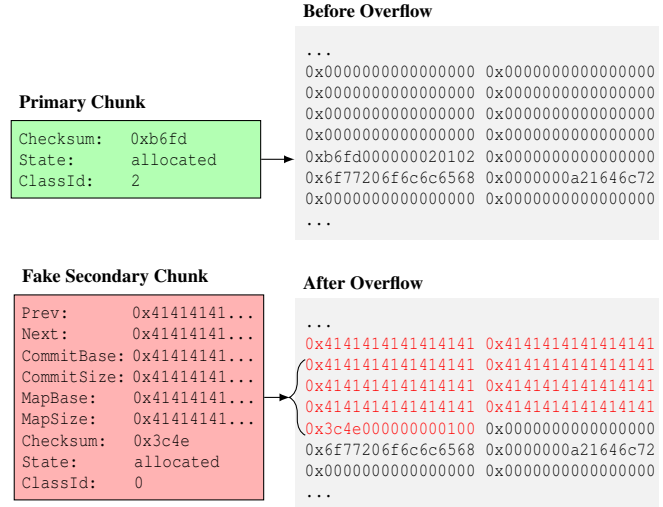 Before Overflow
...
0x0000000000000000 0x0000000000000000
0x0000000000000000 0x0000000000000000
0x0000000000000000 0x0000000000000000
0x0000000000000000 0x0000000000000000
0xb6fd000000020102 0x0000000000000000
0x6f77206f6c6c6568 0x0000000a21646c72
0x0000000000000000 0x0000000000000000
...
Primary Chunk
Checksum: 0xb6fd
State: allocated
ClassId: 2
Fake Secondary Chunk
Prev: 0x41414141...
Next: 0x41414141...
CommitBase: 0x41414141...
CommitSize: 0x41414141...
MapBase: 0x41414141...
MapSize: 0x41414141...
Checksum: 0x3c4e
State: allocated
ClassId: 0
After Overflow
...
0x4141414141414141 0x4141414141414141
0x4141414141414141 0x4141414141414141
0x4141414141414141 0x4141414141414141
0x4141414141414141 0x4141414141414141
0x3c4e000000000100 0x0000000000000000
0x6f77206f6c6c6568 0x0000000a21646c72
0x0000000000000000 0x0000000000000000
...